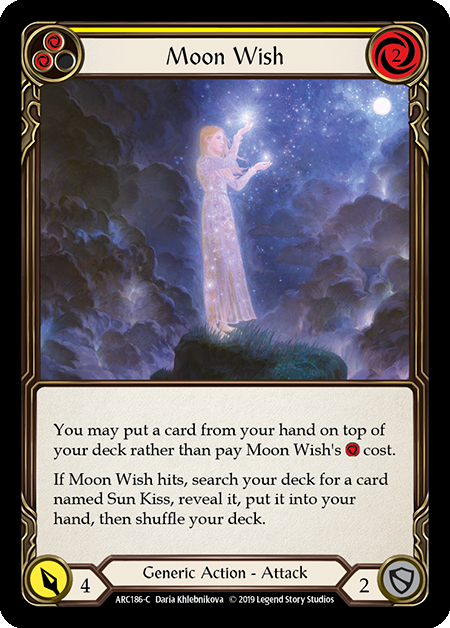 Moon Wish
2
You may put a card from your hand on top of
your deck rather than pay Moon Wish's cost.
If Moon Wish hits, search your deck for a card
named Sun Kiss, reveal it, put it into your
hand, then shuffle your deck.
4
Generic Action - Attack
2
ARC186-C Daria Khlebnikova © 2019 Legend Story Studios